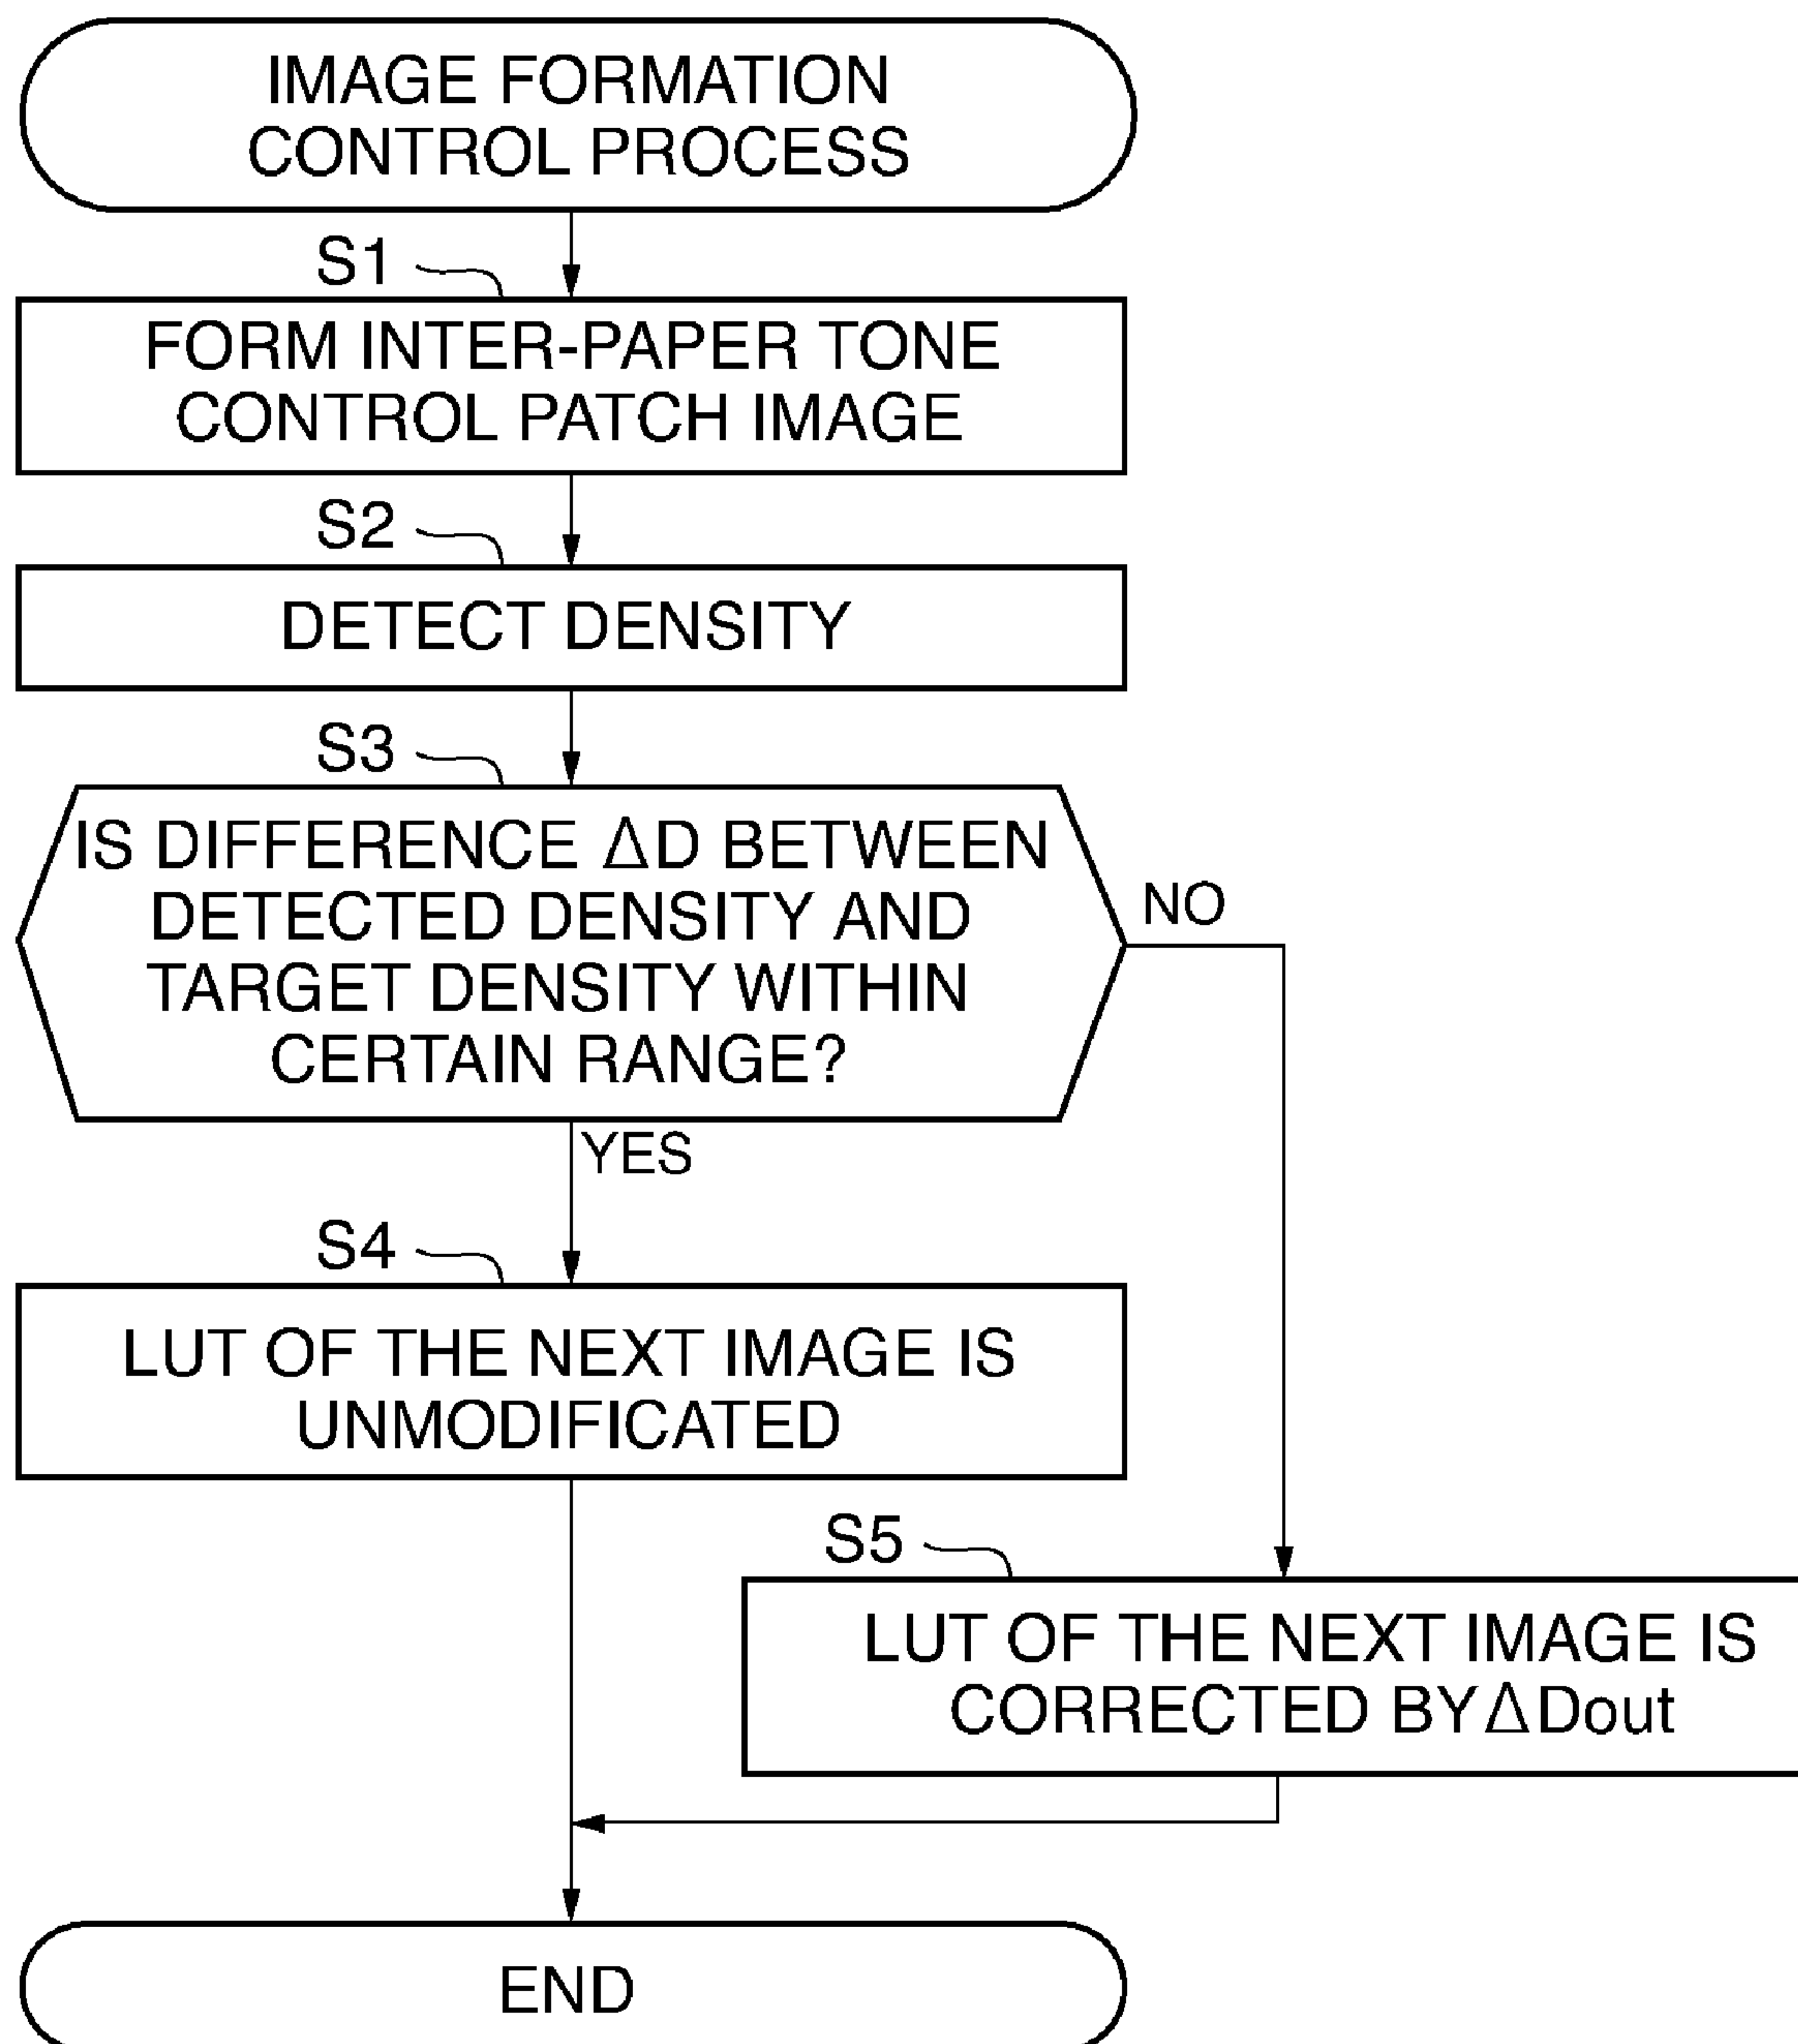 IMAGE FORMATION
CONTROL PROCESS
S1
FORM INTER-PAPER TONE
CONTROL PATCH IMAGE
S2
DETECT DENSITY
S3
IS DIFFERENCE ΔD BETWEEN
DETECTED DENSITY AND
TARGET DENSITY WITHIN
CERTAIN RANGE?
NO
YES
S4
LUT OF THE NEXT IMAGE IS
UNMODIFICATED
S5
LUT OF THE NEXT IMAGE IS
CORRECTED BY ΔDout
END